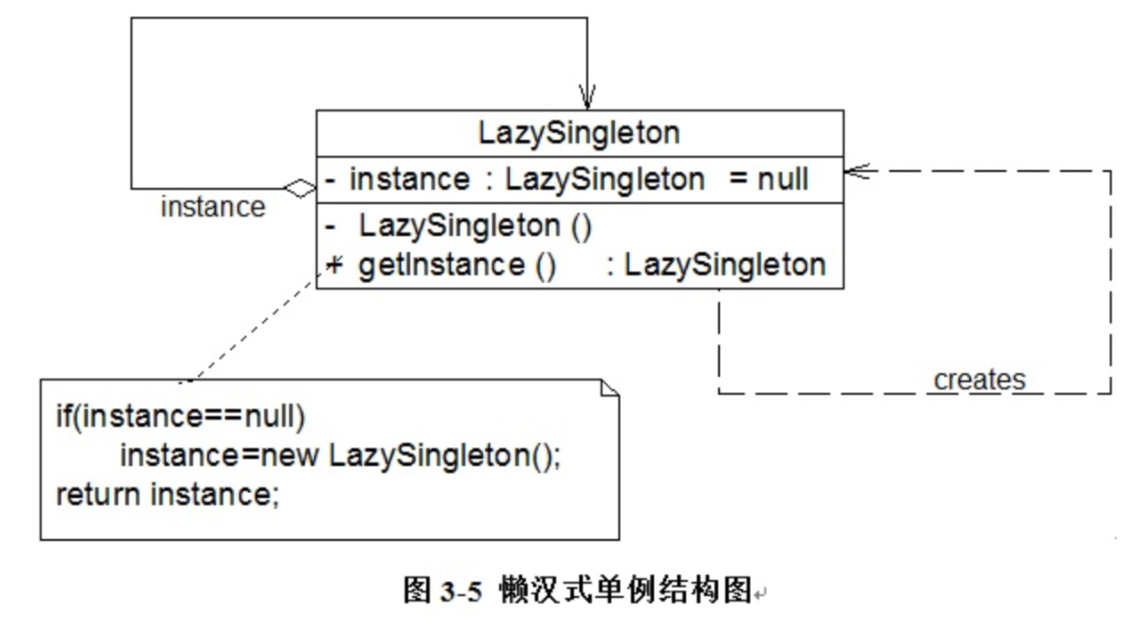 LazySingleton
- instance : LazySingleton = null
instance
- LazySingleton ()
+ getInstance () : LazySingleton
creates
if(instance==null)
instance=new LazySingleton();
return instance;
图 3-5 懒汉式单例结构图↵